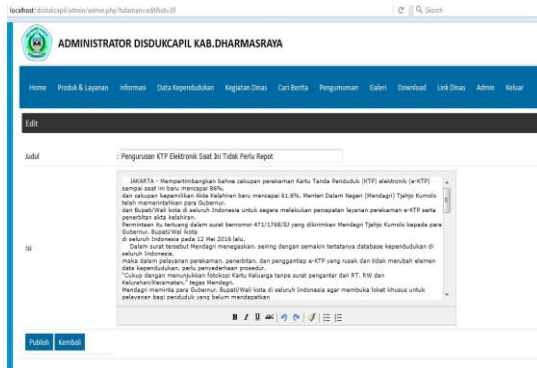 localhost/disdukcapil/admin/admin.php?halaman=edit&id=19
Search
ADMINISTRATOR DISDUKCAPIL KAB.DHARMASRAYA
Home Produk & Layanan Informasi Data Kependudukan Kegiatan Dinas Cari Berita Pengumuman Galeri Download Link Dinas Admin Keluar
Edit
Judul : Pengurusan KTP Elektronik Saat Ini Tidak Perlu Repot
Isi :
JAKARTA - Mempertimbangkan bahwa cakupan perekaman Kartu Tanda Penduduk (KTP) elektronik (e-KTP)
sampai saat ini baru mencapai 86%,
dan cakupan kepemilikan Akta Kelahiran baru mencapai 61,6%, Menteri Dalam Negeri (Mendagri) Tjahjo Kumolo
telah memerintahkan para Gubernur,
dan Bupati/Wali kota di seluruh Indonesia untuk segera melakukan percepatan layanan perekaman e-KTP serta
penerbitan akta kelahiran.
Permintaan itu tertuang dalam surat bernomor 471/1768/SJ yang dikirimkan Mendagri Tjahjo Kumolo kepada para
Gubernur, Bupati/Wali kota
di seluruh Indonesia pada 12 Mei 2016 lalu.
Dalam surat tersebut Mendagri menegaskan, seiring dengan semakin tertatanya database kependudukan di
seluruh Indonesia,
maka dalam pelayanan perekaman, penerbitan, dan penggantian e-KTP yang rusak dan tidak merubah elemen
data kependudukan, perlu penyederhaan prosedur.
"Cukup dengan menunjukkan fotokopi Kartu Keluarga tanpa surat pengantar dari RT, RW dan
Kelurahan/Kecamatan," tegas Mendagri.
Mendagri meminta para Gubernur, Bupati/Wali kota di seluruh Indonesia agar membuka loket khusus untuk
pelayanan bagi penduduk yang belum mendapatkan
B I U ABC
Publish Kembali